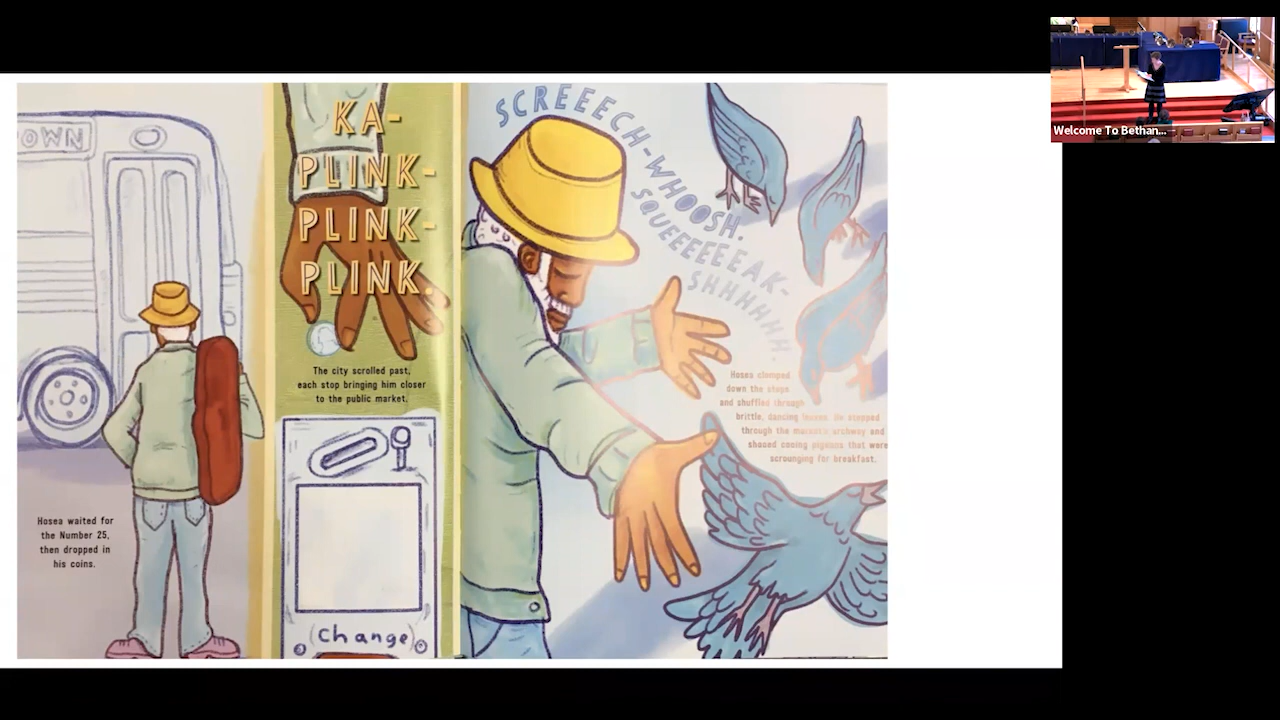 OWN
Hosea waited for
the Number 25,
then dropped in
his coins.
KA-
PLINK-
PLINK-
PLINK.
The city scrolled past,
each stop bringing him closer
to the public market.
(Change)
SCREEECH-WHOOSH.
SQUEEEEEAK-
SHHHHHH.
Hosea clomped
down the steps
and shuffled through
brittle, dancing leaves. He stepped
through the market's archway and
shooed cooing pigeons that were
scrounging for breakfast.
Welcome To Bethan...